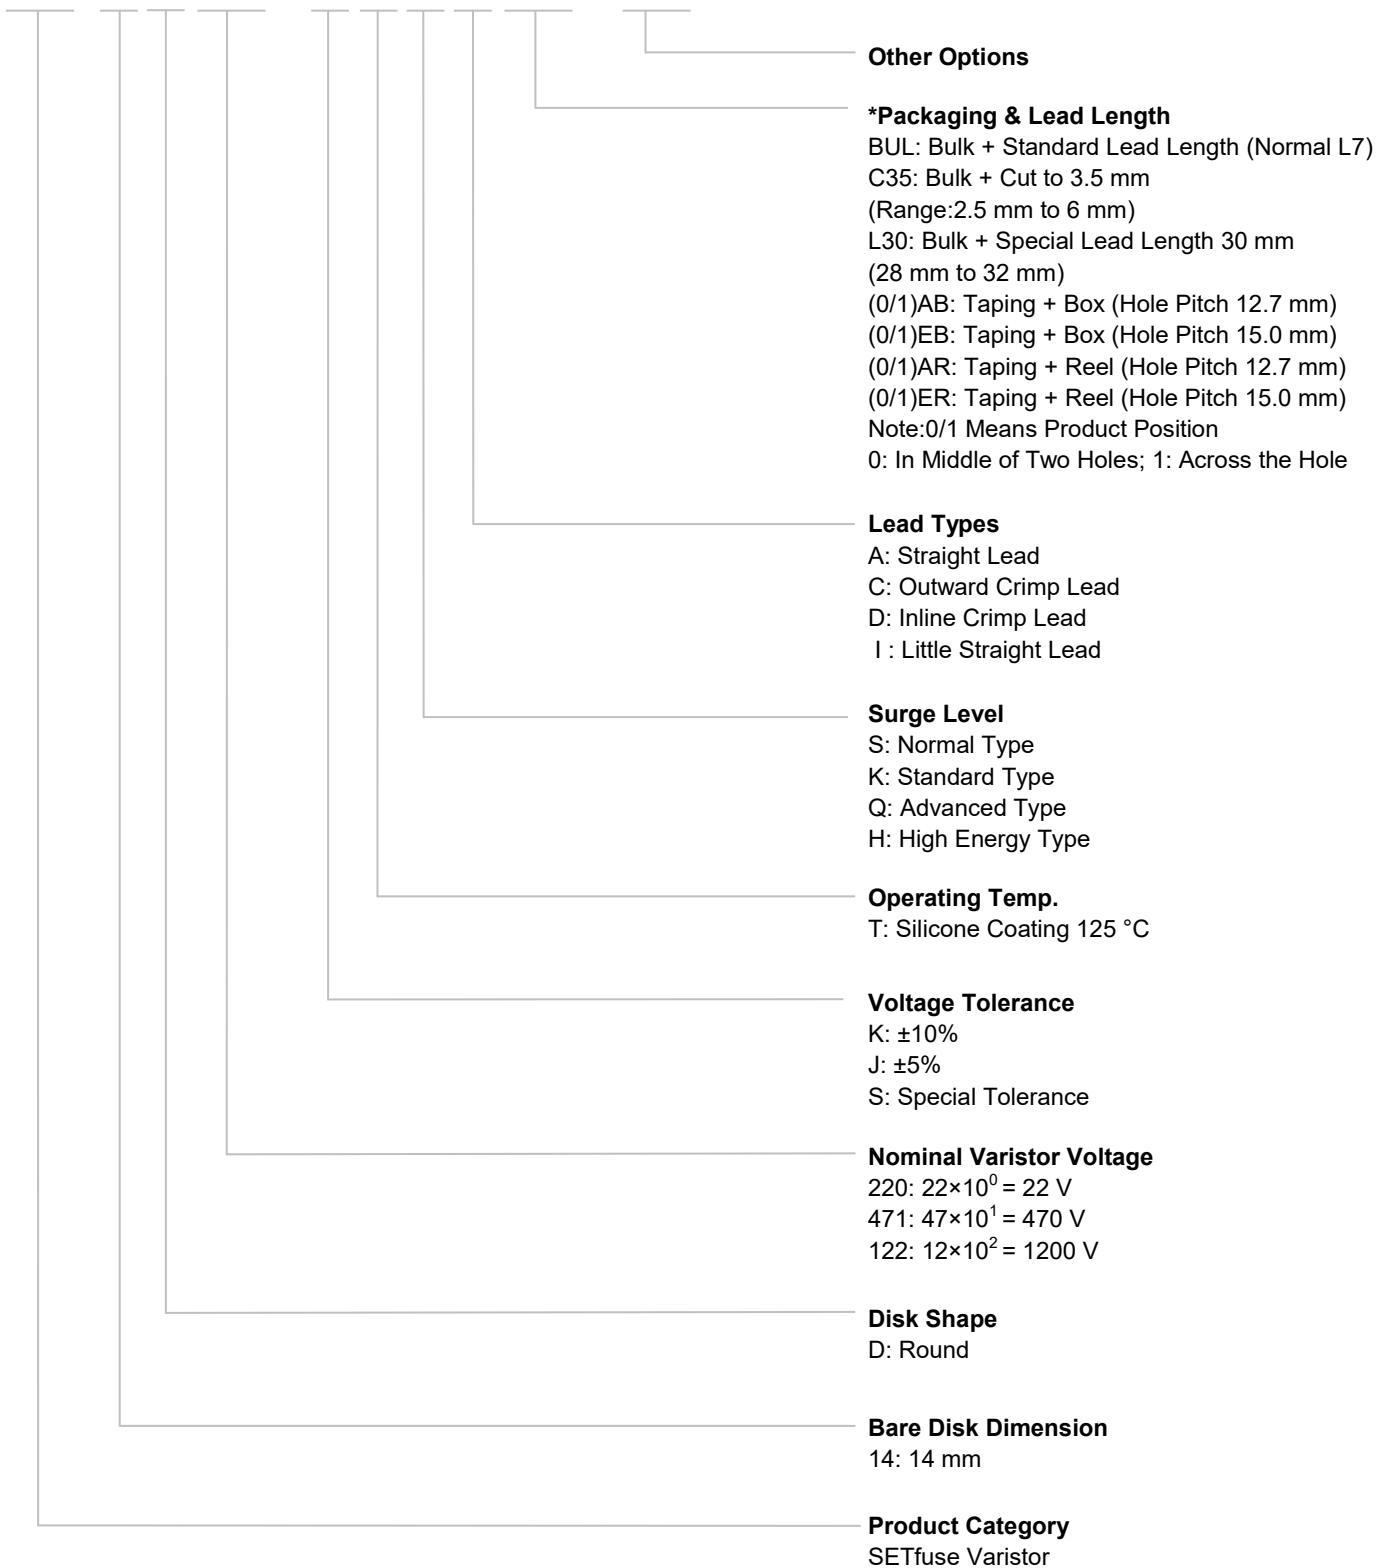 Other Options
*Packaging & Lead Length
BUL: Bulk + Standard Lead Length (Normal L7)
C35: Bulk + Cut to 3.5 mm
(Range:2.5 mm to 6 mm)
L30: Bulk + Special Lead Length 30 mm
(28 mm to 32 mm)
(0/1)AB: Taping + Box (Hole Pitch 12.7 mm)
(0/1)EB: Taping + Box (Hole Pitch 15.0 mm)
(0/1)AR: Taping + Reel (Hole Pitch 12.7 mm)
(0/1)ER: Taping + Reel (Hole Pitch 15.0 mm)
Note:0/1 Means Product Position
0: In Middle of Two Holes; 1: Across the Hole
Lead Types
A: Straight Lead
C: Outward Crimp Lead
D: Inline Crimp Lead
I : Little Straight Lead
Surge Level
S: Normal Type
K: Standard Type
Q: Advanced Type
H: High Energy Type
Operating Temp.
T: Silicone Coating 125 °C
Voltage Tolerance
K: ±10%
J: ±5%
S: Special Tolerance
Nominal Varistor Voltage
220: 22×10⁰ = 22 V
471: 47×10¹ = 470 V
122: 12×10² = 1200 V
Disk Shape
D: Round
Bare Disk Dimension
14: 14 mm
Product Category
SETfuse Varistor